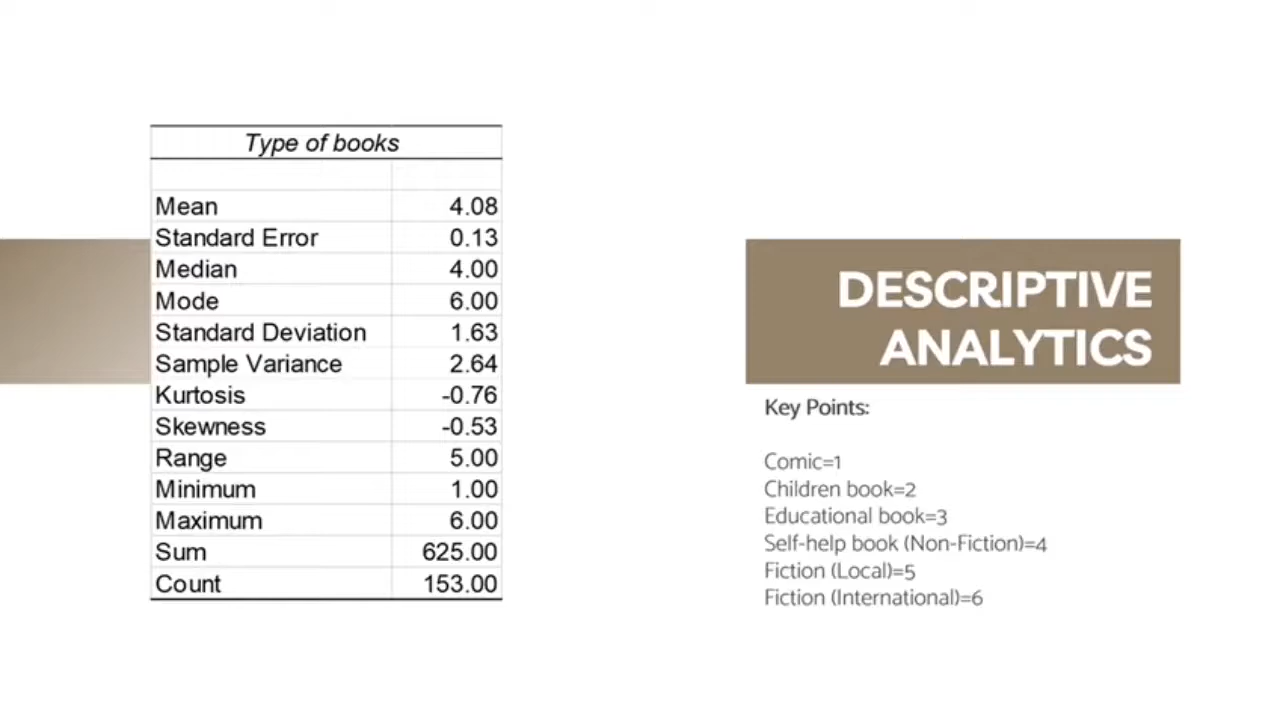 Type of books
Mean 4.08
Standard Error 0.13
Median 4.00
Mode 6.00
Standard Deviation 1.63
Sample Variance 2.64
Kurtosis -0.76
Skewness -0.53
Range 5.00
Minimum 1.00
Maximum 6.00
Sum 625.00
Count 153.00
DESCRIPTIVE
ANALYTICS
Key Points:
Comic=1
Children book=2
Educational book=3
Self-help book (Non-Fiction)=4
Fiction (Local)=5
Fiction (International)=6